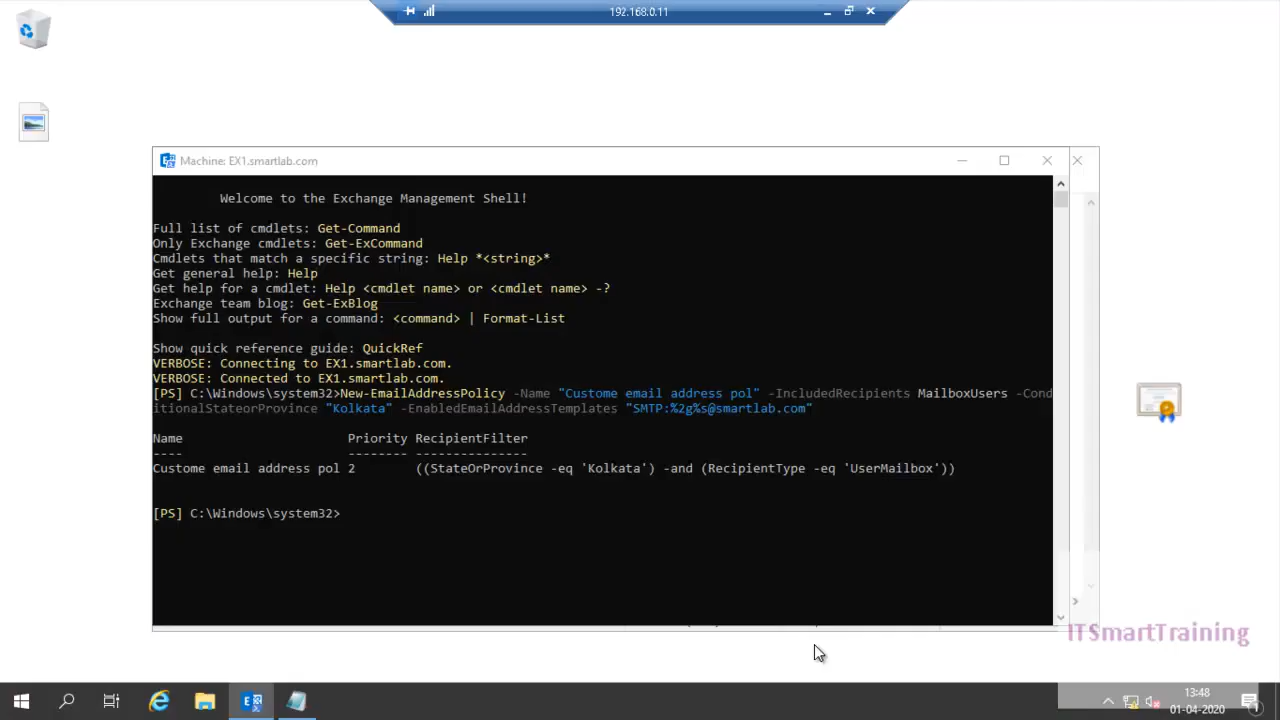 192.168.0.11
Machine: EX1.smartlab.com
Welcome to the Exchange Management Shell!
Full list of cmdlets: Get-Command
Only Exchange cmdlets: Get-ExCommand
Cmdlets that match a specific string: Help *<string>*
Get general help: Help
Get help for a cmdlet: Help <cmdlet name> or <cmdlet name> -?
Exchange team blog: Get-ExBlog
Show full output for a command: <command> | Format-List
Show quick reference guide: QuickRef
VERBOSE: Connecting to EX1.smartlab.com.
VERBOSE: Connected to EX1.smartlab.com.
[PS] C:\Windows\system32>New-EmailAddressPolicy -Name "Custome email address pol" -IncludedRecipients MailboxUsers -Cond
itionalStateorProvince "Kolkata" -EnabledEmailAddressTemplates "SMTP:%2g%s@smartlab.com"
Name Priority RecipientFilter
---- -------- ---------------
Custome email address pol 2 ((StateOrProvince -eq 'Kolkata') -and (RecipientType -eq 'UserMailbox'))
[PS] C:\Windows\system32>
ITSmartTraining
13:48
01-04-2020